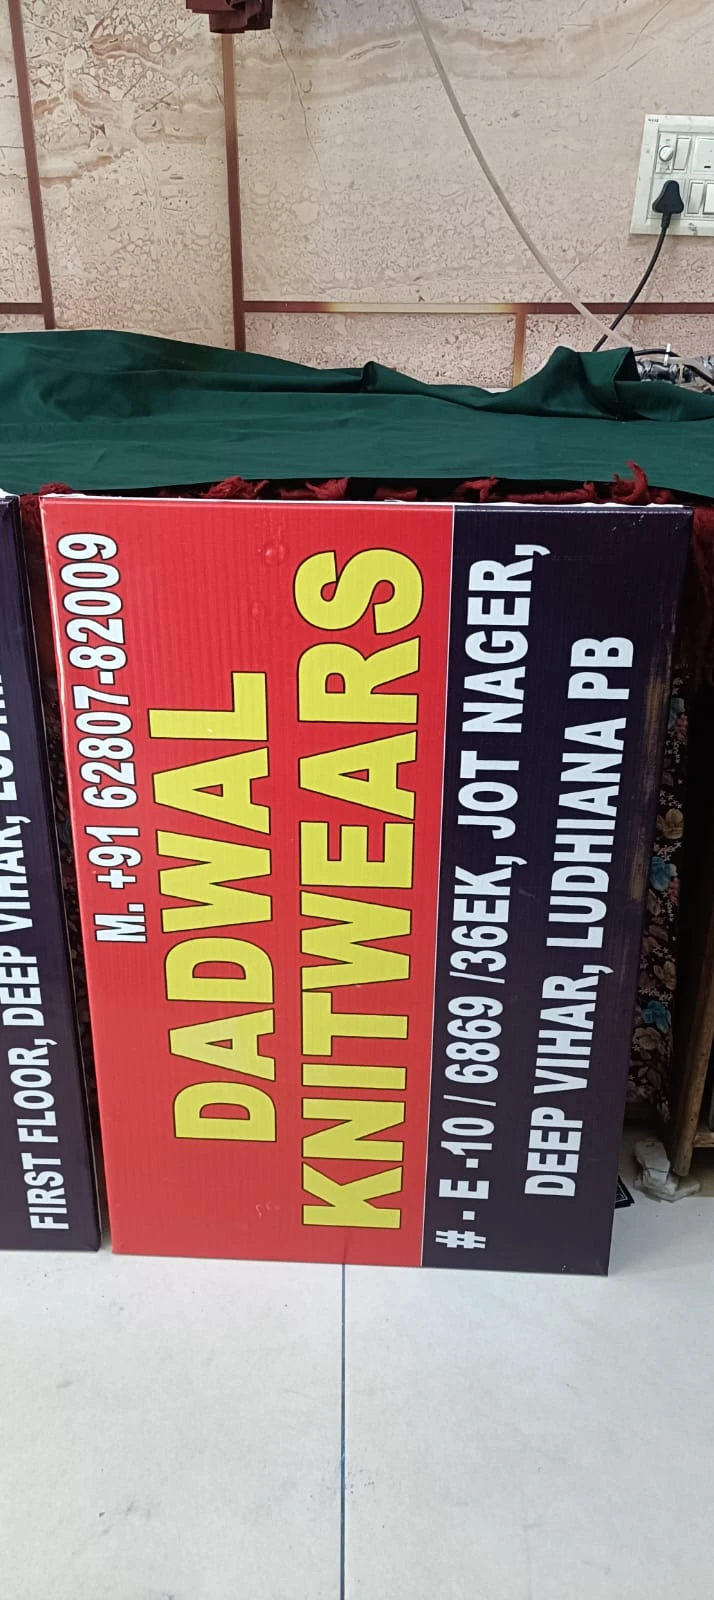 M. +91 62807-82009
DADWAL
KNITWEARS
#- E -10 / 6869 /36EK, JOT NAGER,
DEEP VIHAR, LUDHIANA PB
FIRST FLOOR, DEEP VIHAR,